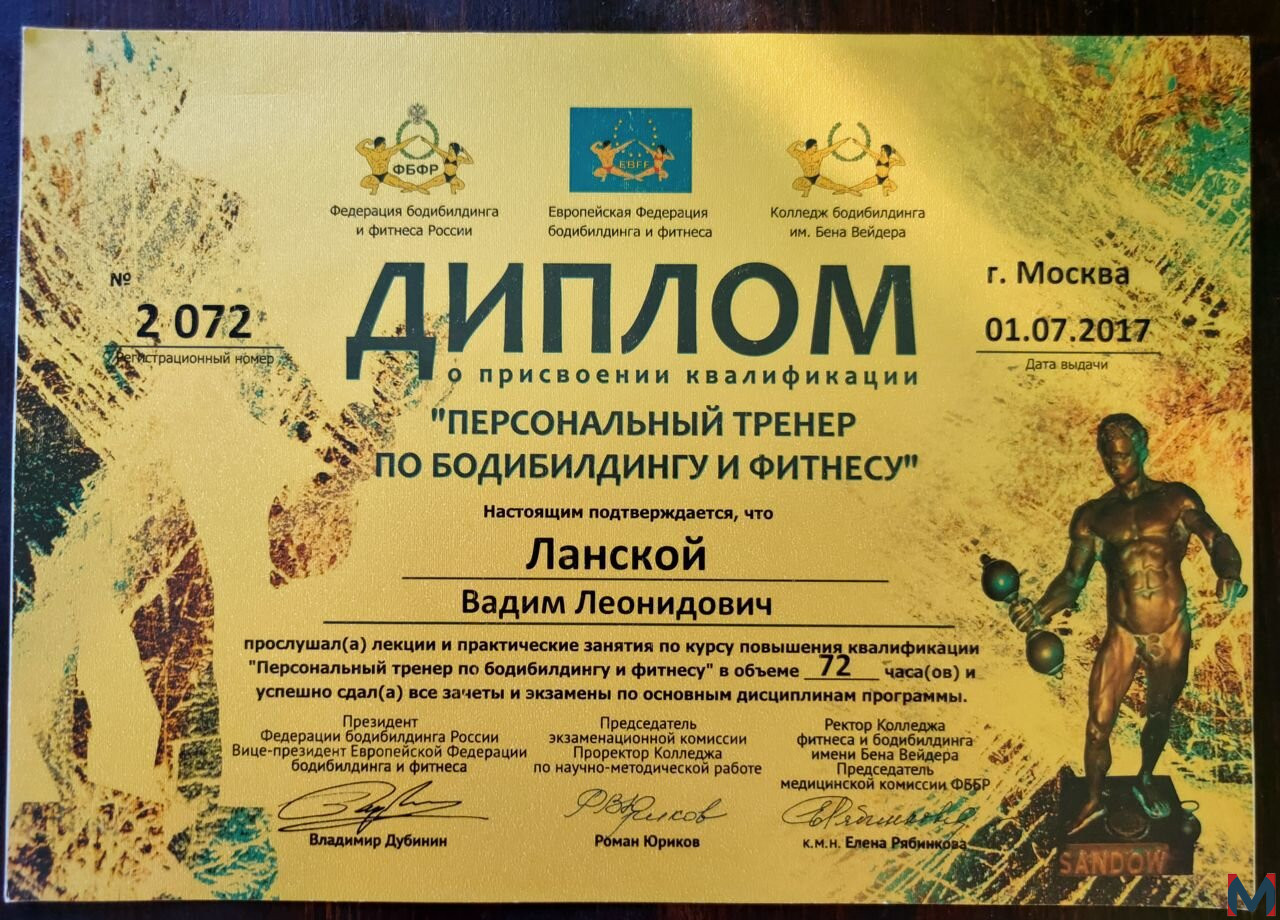 ФБФР
EBFF
Федерация бодибилдинга
и фитнеса России
Европейская Федерация
бодибилдинга и фитнеса
Колледж бодибилдинга
им. Бена Вейдера
№
2 072
Регистрационный номер
г. Москва
01.07.2017
Дата выдачи
ДИПЛОМ
о присвоении квалификации
"ПЕРСОНАЛЬНЫЙ ТРЕНЕР
ПО БОДИБИЛДИНГУ И ФИТНЕСУ"
Настоящим подтверждается, что
Ланской
Вадим Леонидович
прослушал(а) лекции и практические занятия по курсу повышения квалификации
"Персональный тренер по бодибилдингу и фитнесу" в объеме 72 часа(ов) и
успешно сдал(а) все зачеты и экзамены по основным дисциплинам программы.
Президент
Федерации бодибилдинга России
Вице-президент Европейской Федерации
бодибилдинга и фитнеса
Владимир Дубинин
Председатель
экзаменационной комиссии
Проректор Колледжа
по научно-методической работе
Роман Юриков
Ректор Колледжа
фитнеса и бодибилдинга
имени Бена Вейдера
Председатель
медицинской комиссии ФББР
к.м.н. Елена Рябинкова
SANDOW
M